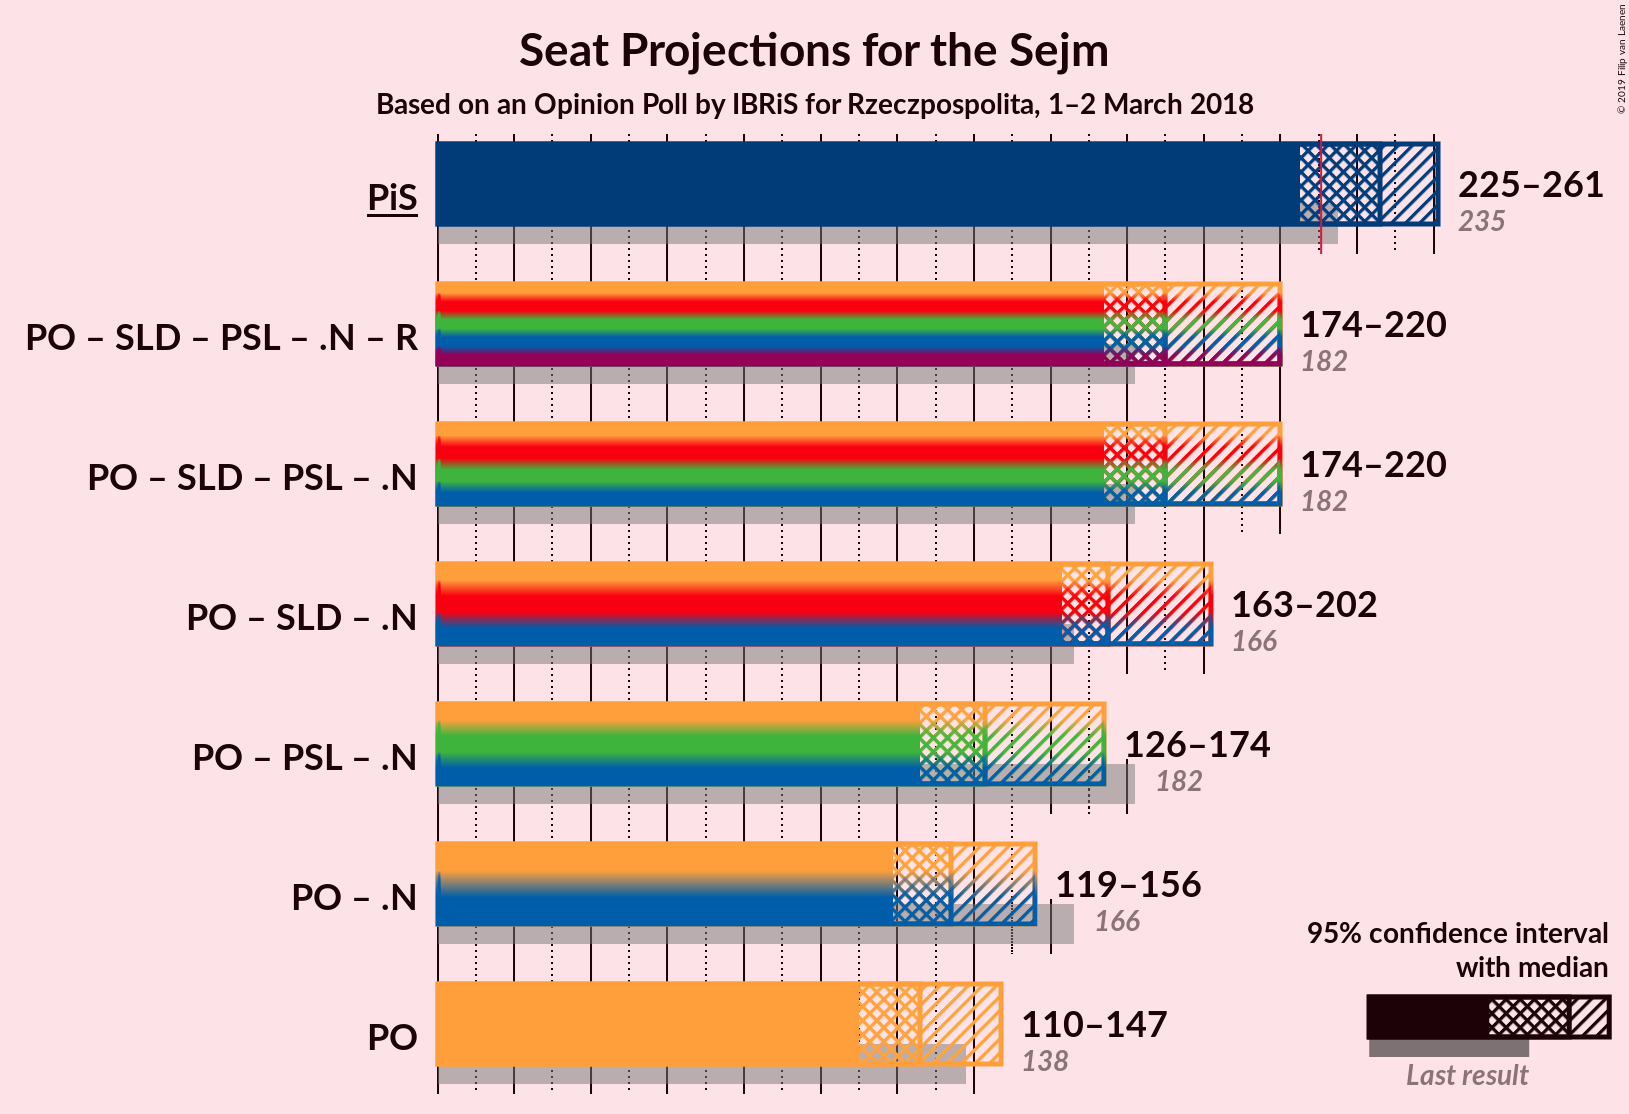 Seat Projections for the Sejm
Based on an Opinion Poll by IBRiS for Rzeczpospolita, 1–2 March 2018
© 2019 Filip van Laenen
PiS
225–261
235
PO – SLD – PSL – .N – R
174–220
182
PO – SLD – PSL – .N
174–220
182
PO – SLD – .N
163–202
166
PO – PSL – .N
126–174
182
PO – .N
119–156
166
PO
110–147
138
95% confidence interval
with median
Last result